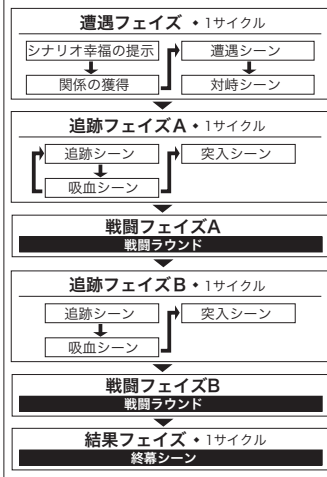 遭遇フェイズ ◆ 1サイクル
シナリオ幸福の提示
関係の獲得
遭遇シーン
対峙シーン
追跡フェイズA ◆ 1サイクル
追跡シーン
吸血シーン
突入シーン
戦闘フェイズA
戦闘ラウンド
追跡フェイズB ◆ 1サイクル
追跡シーン
吸血シーン
突入シーン
戦闘フェイズB
戦闘ラウンド
結果フェイズ ◆ 1サイクル
終幕シーン